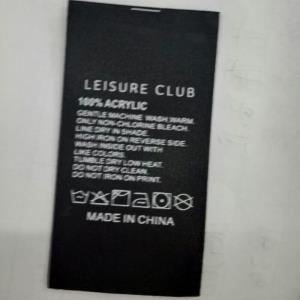 LEISURE CLUB
100% ACRYLIC
GENTLE MACHINE WASH WARM.
ONLY NON-CHLORINE BLEACH.
LINE DRY IN SHADE.
HIGH IRON ON REVERSE SIDE.
WASH INSIDE OUT WITH
LIKE COLORS.
TUMBLE DRY LOW HEAT.
DO NOT DRY CLEAN.
DO NOT IRON ON PRINT.
MADE IN CHINA